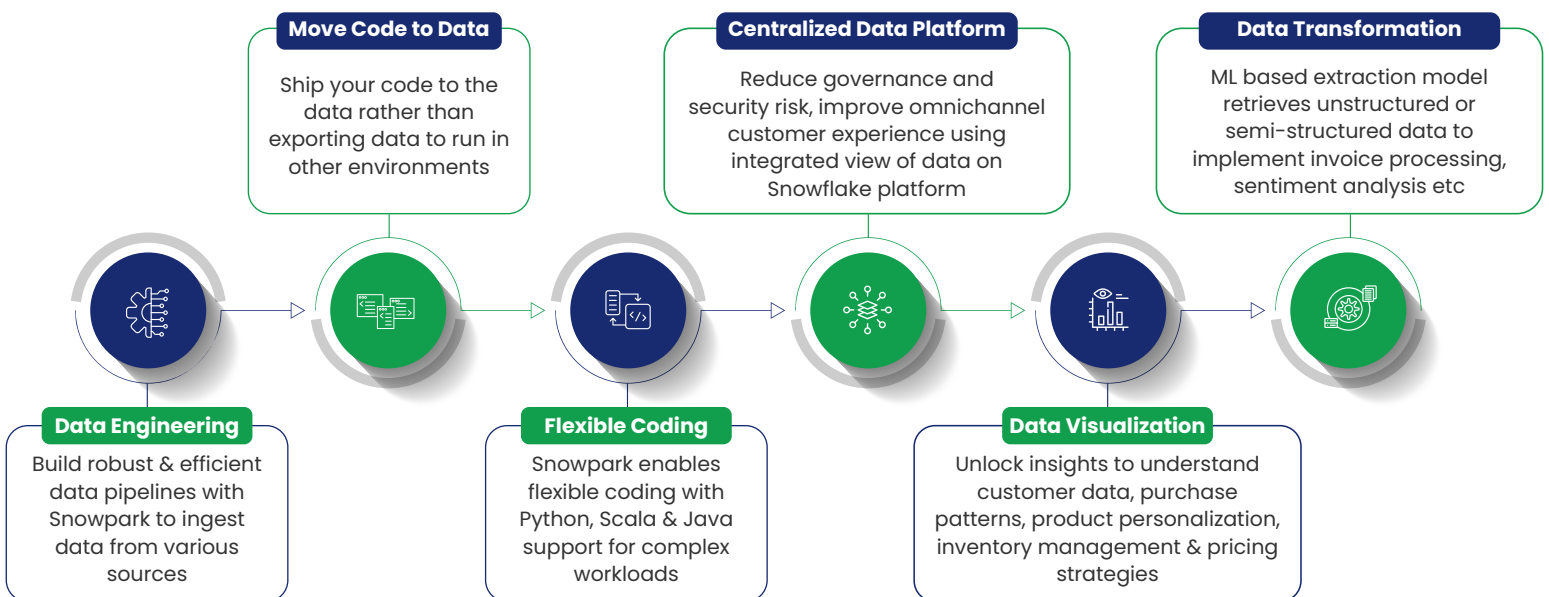 Move Code to Data
Ship your code to the
data rather than
exporting data to run in
other environments
Centralized Data Platform
Reduce governance and
security risk, improve omnichannel
customer experience using
integrated view of data on
Snowflake platform
Data Transformation
ML based extraction model
retrieves unstructured or
semi-structured data to
implement invoice processing,
sentiment analysis etc
Data Engineering
Build robust & efficient
data pipelines with
Snowpark to ingest
data from various
sources
Flexible Coding
Snowpark enables
flexible coding with
Python, Scala & Java
support for complex
workloads
Data Visualization
Unlock insights to understand
customer data, purchase
patterns, product personalization,
inventory management & pricing
strategies